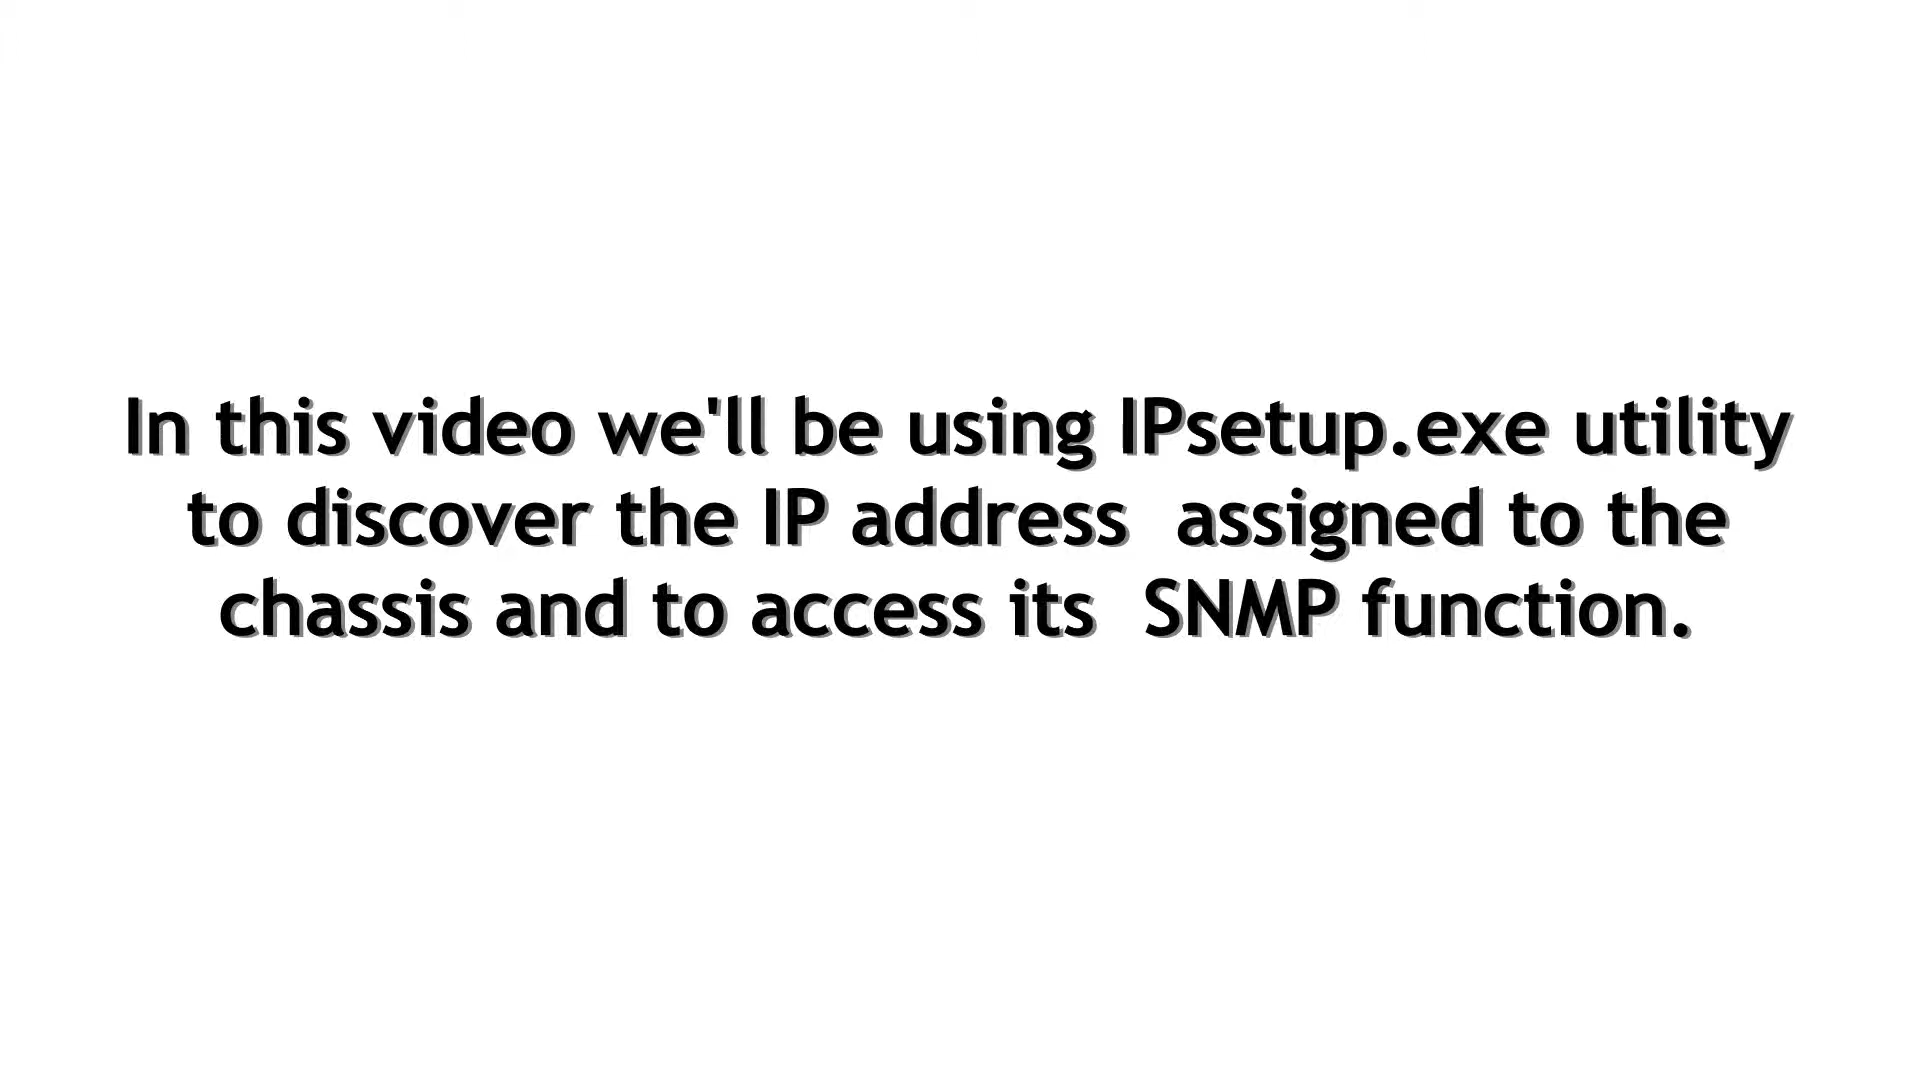 In this video we'll be using IPsetup.exe utility
to discover the IP address  assigned to the
chassis and to access its  SNMP function.